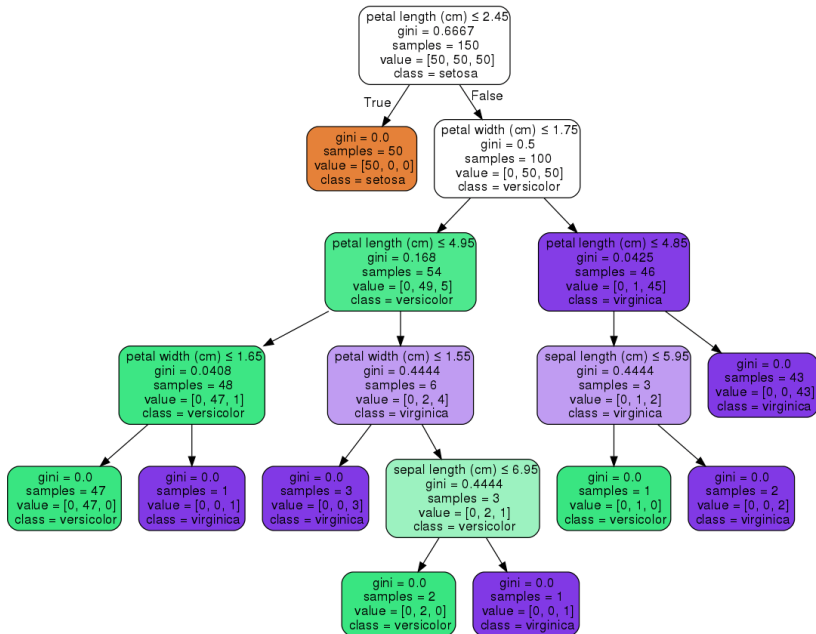 petal length (cm) ≤ 2.45
gini = 0.6667
samples = 150
value = [50, 50, 50]
class = setosa
True
False
gini = 0.0
samples = 50
value = [50, 0, 0]
class = setosa
petal width (cm) ≤ 1.75
gini = 0.5
samples = 100
value = [0, 50, 50]
class = versicolor
petal length (cm) ≤ 4.95
gini = 0.168
samples = 54
value = [0, 49, 5]
class = versicolor
petal length (cm) ≤ 4.85
gini = 0.0425
samples = 46
value = [0, 1, 45]
class = virginica
petal width (cm) ≤ 1.65
gini = 0.0408
samples = 48
value = [0, 47, 1]
class = versicolor
petal width (cm) ≤ 1.55
gini = 0.4444
samples = 6
value = [0, 2, 4]
class = virginica
sepal length (cm) ≤ 5.95
gini = 0.4444
samples = 3
value = [0, 1, 2]
class = virginica
gini = 0.0
samples = 43
value = [0, 0, 43]
class = virginica
gini = 0.0
samples = 47
value = [0, 47, 0]
class = versicolor
gini = 0.0
samples = 1
value = [0, 0, 1]
class = virginica
gini = 0.0
samples = 3
value = [0, 0, 3]
class = virginica
sepal length (cm) ≤ 6.95
gini = 0.4444
samples = 3
value = [0, 2, 1]
class = versicolor
gini = 0.0
samples = 1
value = [0, 1, 0]
class = versicolor
gini = 0.0
samples = 2
value = [0, 0, 2]
class = virginica
gini = 0.0
samples = 2
value = [0, 2, 0]
class = versicolor
gini = 0.0
samples = 1
value = [0, 0, 1]
class = virginica